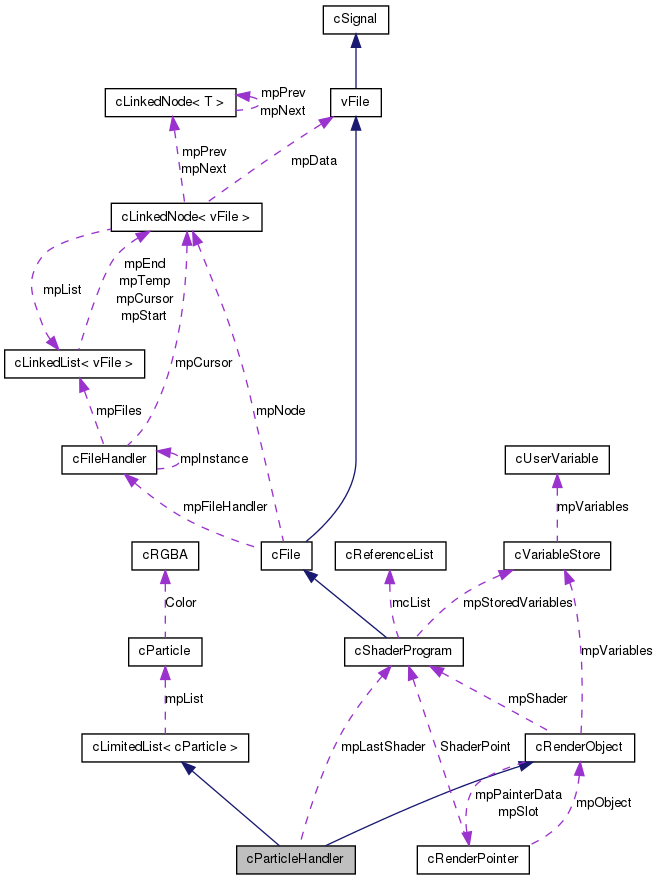 cSignal
cLinkedNode< T >
mpPrev
mpNext
vFile
mpPrev
mpNext
mpData
cLinkedNode< vFile >
mpList
mpEnd
mpTemp
mpCursor
mpStart
cLinkedList< vFile >
mpCursor
mpFiles
mpNode
cFileHandler
mpInstance
cUserVariable
mpFileHandler
mpVariables
cRGBA
cFile
cReferenceList
cVariableStore
Color
mcList
mpStoredVariables
cParticle
cShaderProgram
mpVariables
mpList
mpShader
cLimitedList< cParticle >
mpLastShader
ShaderPoint
cRenderObject
mpPainterData
mpSlot
mpObject
cParticleHandler
cRenderPointer